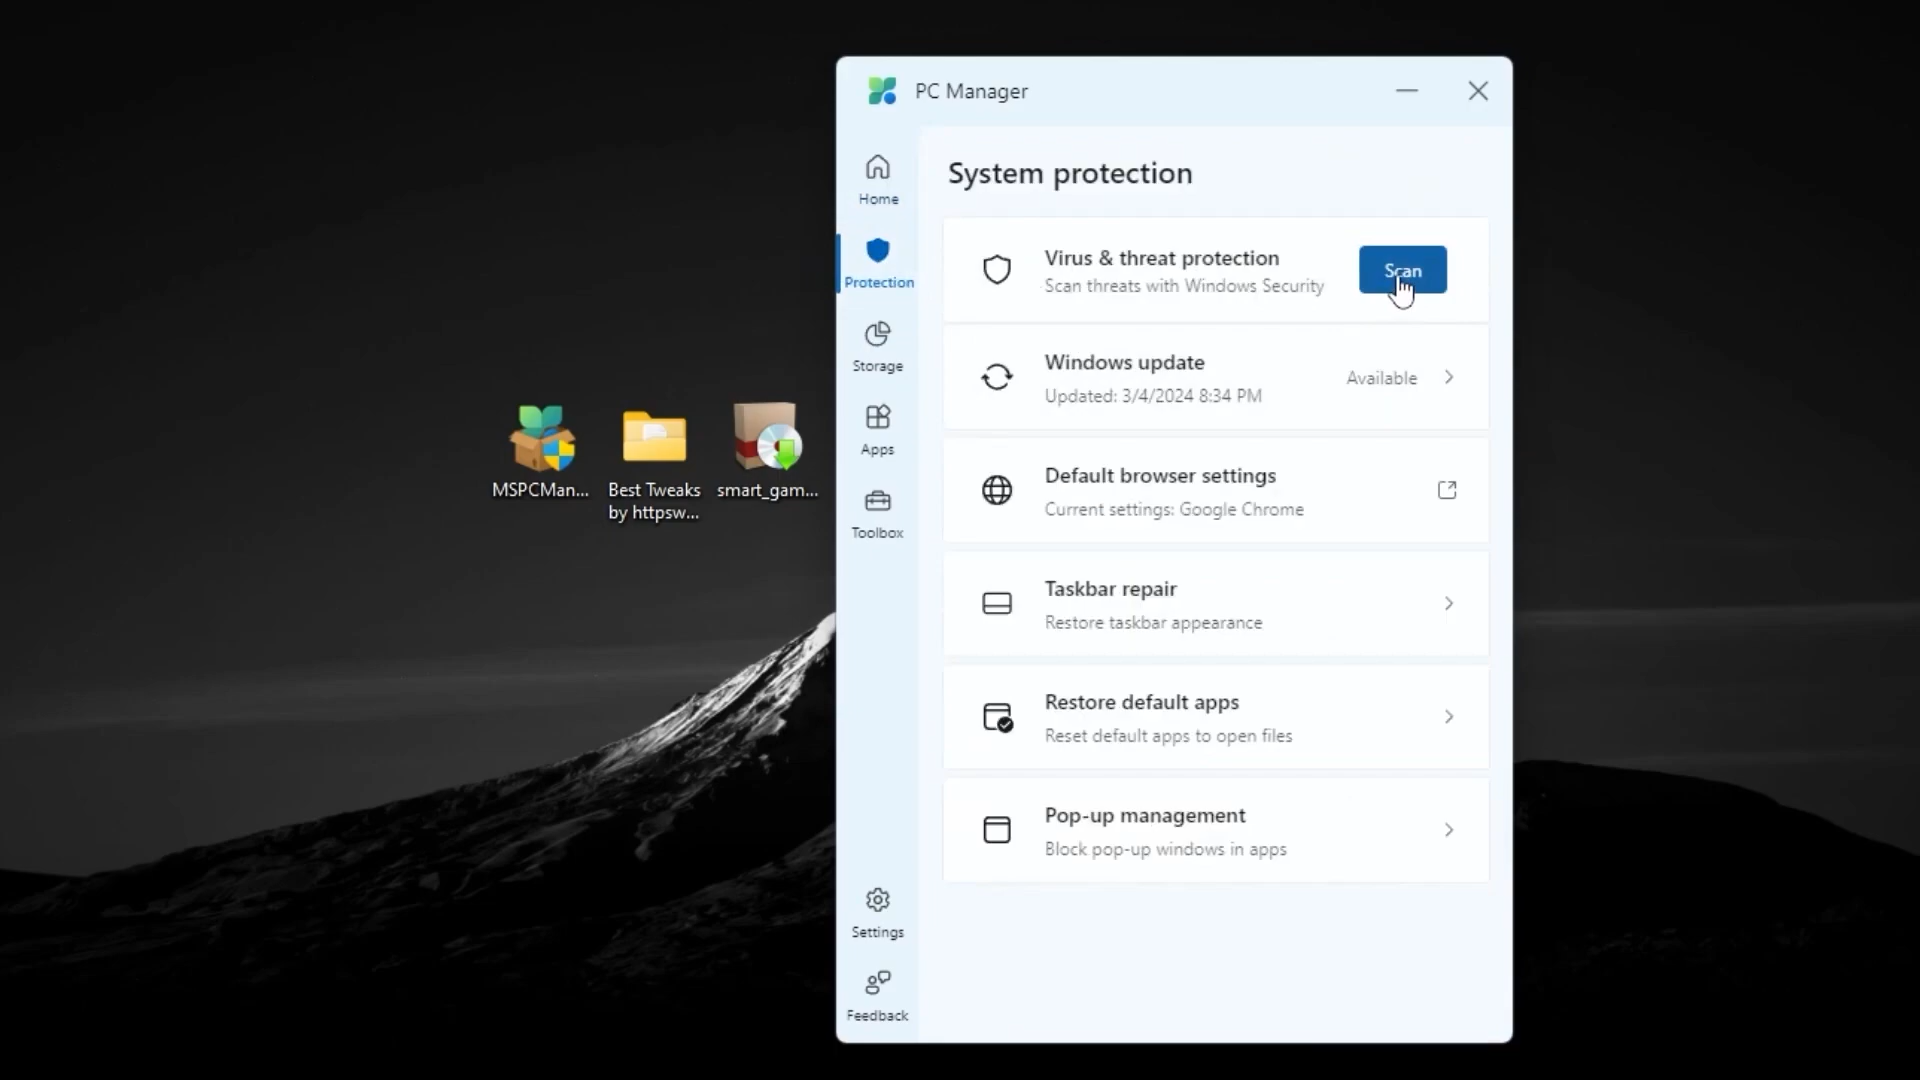 PC Manager
Home
Protection
Storage
Apps
Toolbox
Settings
Feedback
System protection
Virus & threat protection
Scan threats with Windows Security
Scan
Windows update
Updated: 3/4/2024 8:34 PM
Available
Default browser settings
Current settings: Google Chrome
Taskbar repair
Restore taskbar appearance
Restore default apps
Reset default apps to open files
Pop-up management
Block pop-up windows in apps
MSPCMan...
Best Tweaks
by httpsw...
smart_gam...